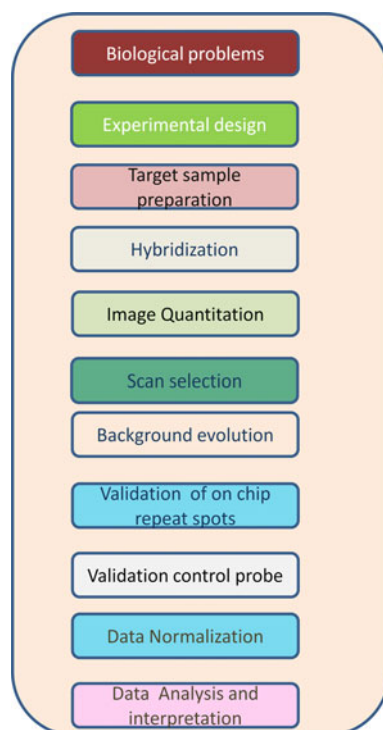 Biological problems
Experimental design
Target sample
preparation
Hybridization
Image Quantitation
Scan selection
Background evolution
Validation of on chip
repeat spots
Validation control probe
Data Normalization
Data Analysis and
interpretation